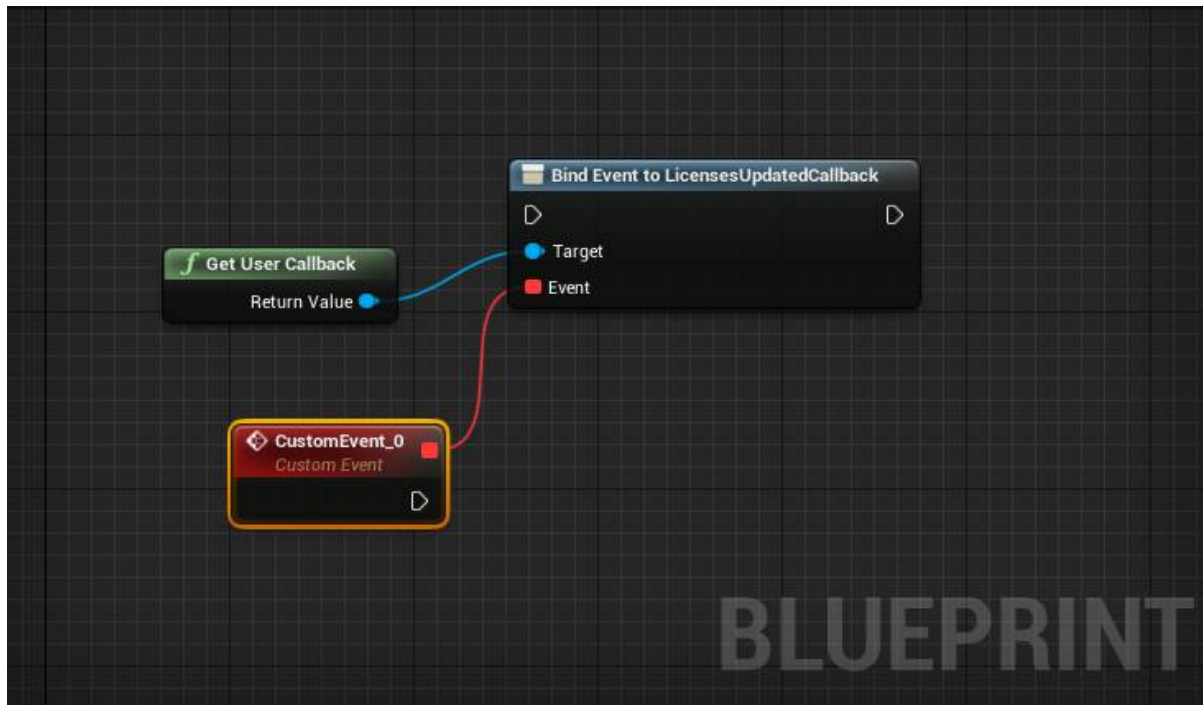 Bind Event to LicensesUpdatedCallback
Target
Event
f Get User Callback
Return Value
CustomEvent_0
Custom Event
BLUEPRINT